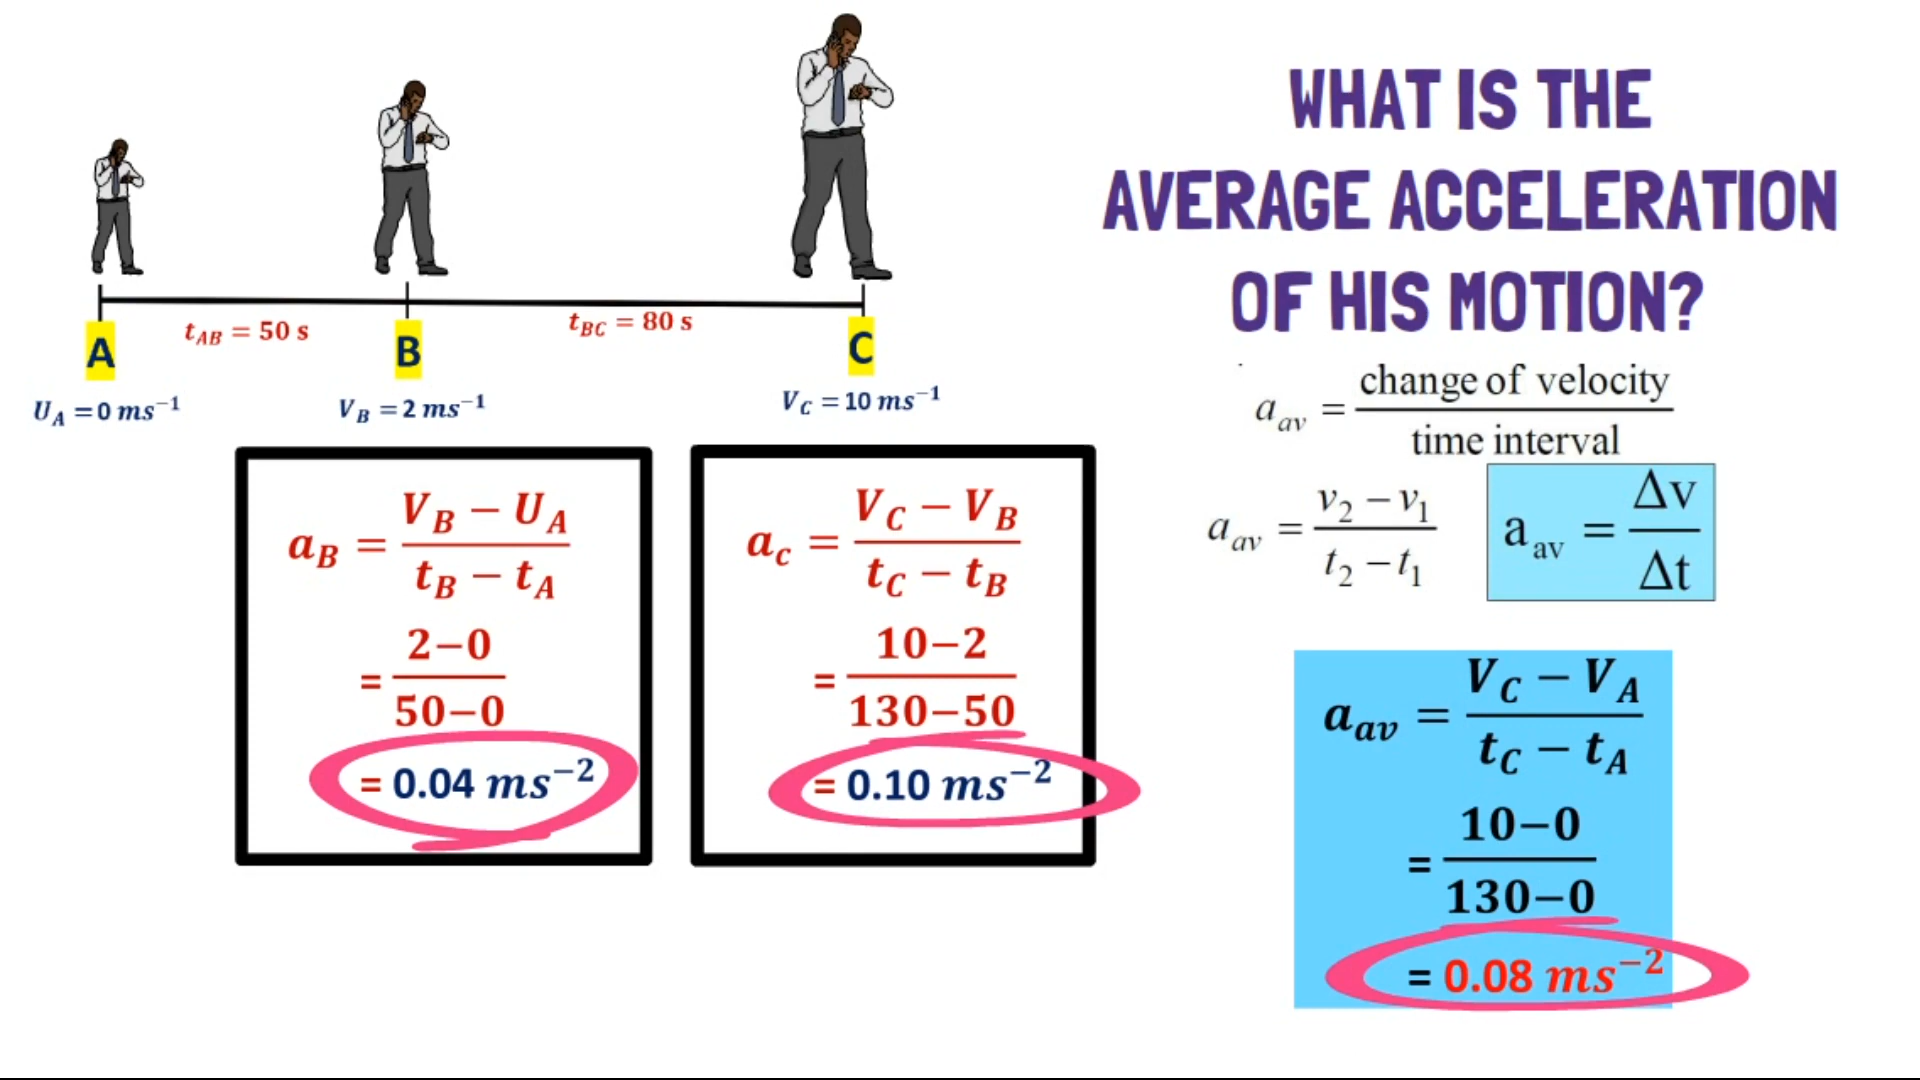 WHAT IS THE
AVERAGE ACCELERATION
OF HIS MOTION?
t_AB = 50 s
t_BC = 80 s
A
B
C
U_A = 0 ms⁻¹
V_B = 2 ms⁻¹
V_C = 10 ms⁻¹
a_B = (V_B − U_A) / (t_B − t_A)
= (2−0) / (50−0)
= 0.04 ms⁻²
a_c = (V_C − V_B) / (t_C − t_B)
= (10−2) / (130−50)
= 0.10 ms⁻²
a_av = change of velocity / time interval
a_av = (v₂ − v₁) / (t₂ − t₁)
a_av = Δv / Δt
a_av = (V_C − V_A) / (t_C − t_A)
= (10−0) / (130−0)
= 0.08 ms⁻²